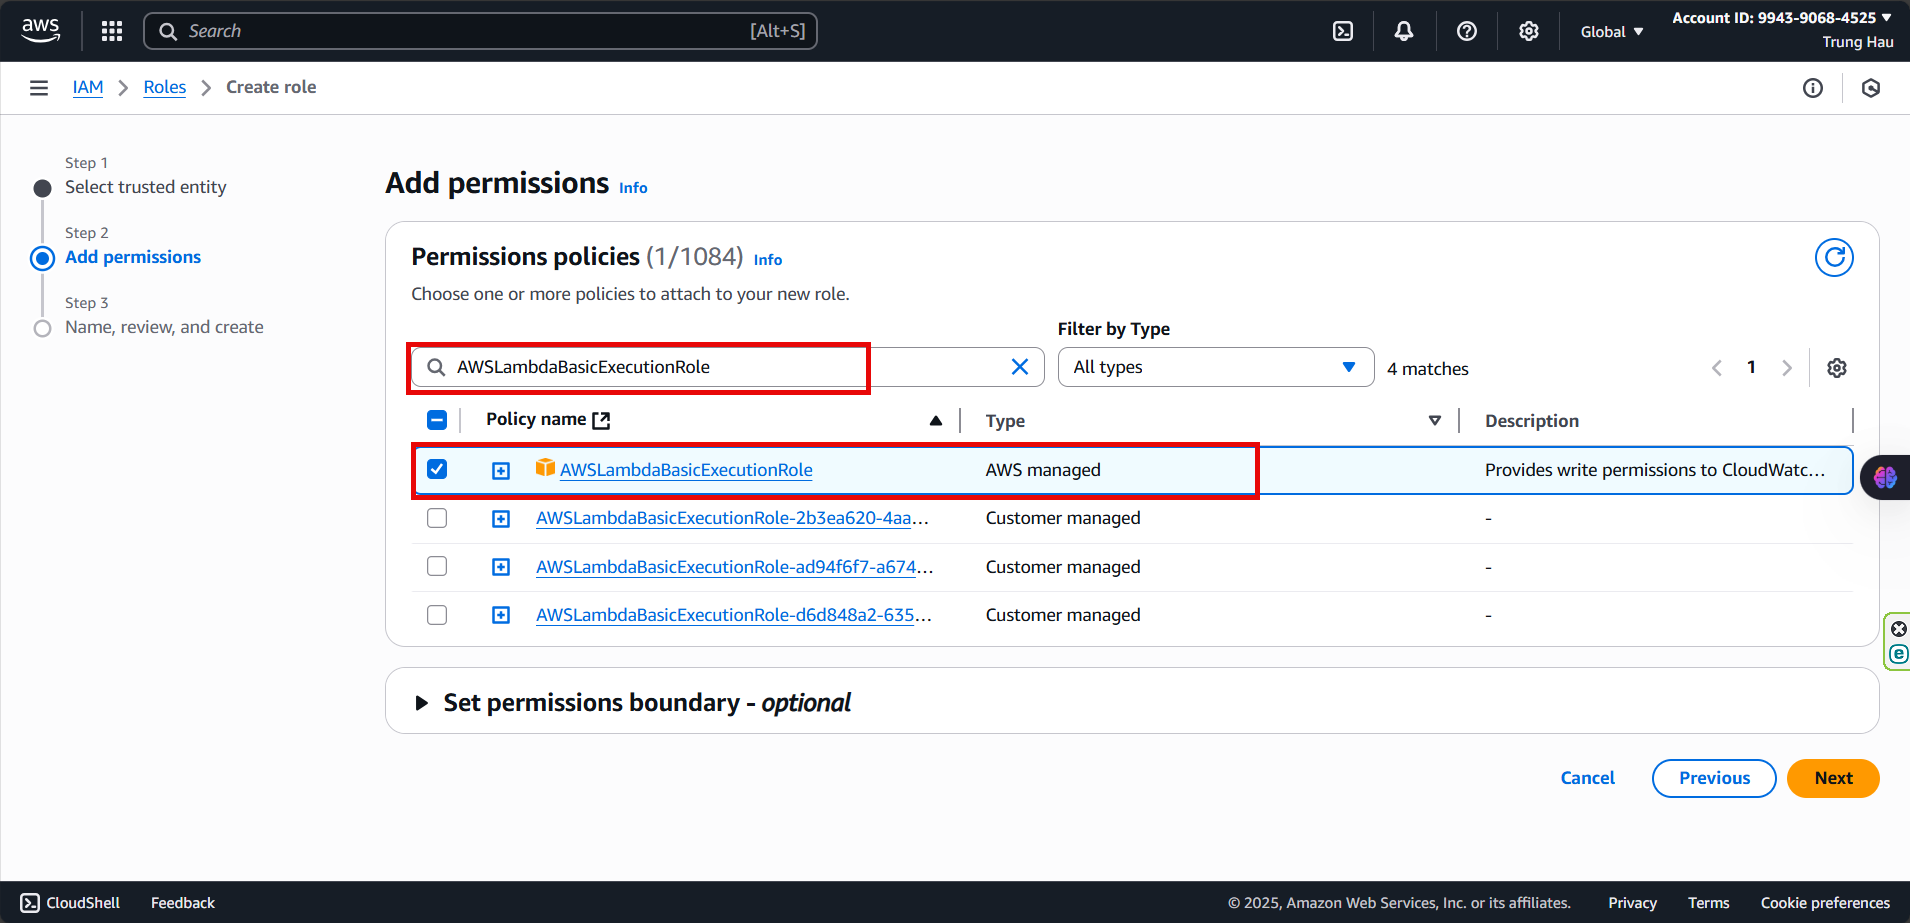 aws
Search [Alt+S]
Global
Account ID: 9943-9068-4525
Trung Hau
IAM
Roles
Create role
Step 1
Select trusted entity
Step 2
Add permissions
Step 3
Name, review, and create
Add permissions Info
Permissions policies (1/1084) Info
Choose one or more policies to attach to your new role.
Filter by Type
AWSLambdaBasicExecutionRole
All types
4 matches
1
Policy name Type Description
AWSLambdaBasicExecutionRole AWS managed Provides write permissions to CloudWatc...
AWSLambdaBasicExecutionRole-2b3ea620-4aa... Customer managed -
AWSLambdaBasicExecutionRole-ad94f6f7-a674... Customer managed -
AWSLambdaBasicExecutionRole-d6d848a2-635... Customer managed -
Set permissions boundary - optional
Cancel Previous Next
CloudShell Feedback © 2025, Amazon Web Services, Inc. or its affiliates. Privacy Terms Cookie preferences